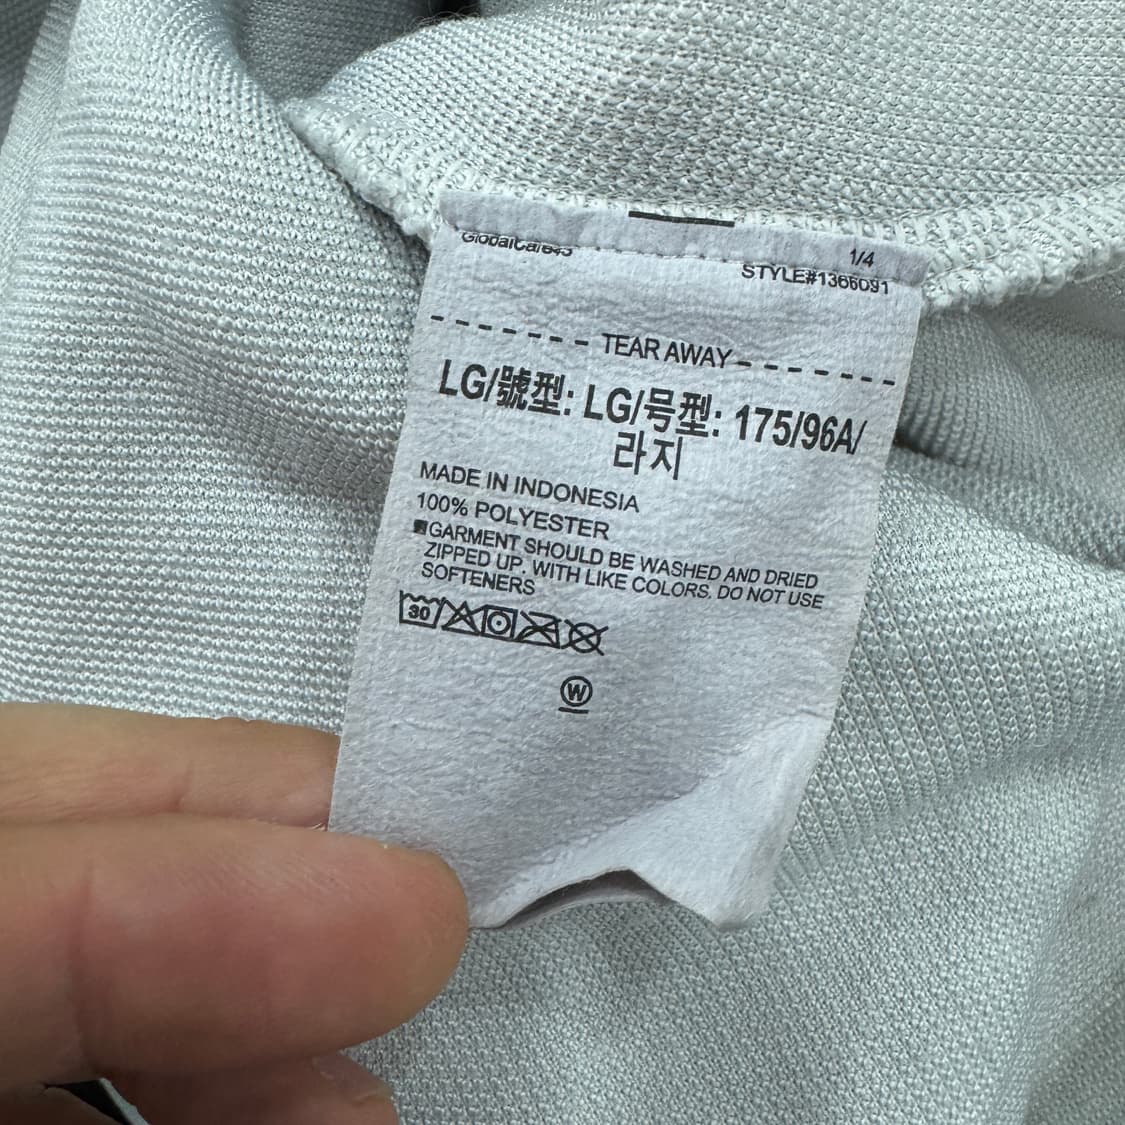 GlobalCare45
1/4
STYLE#1366091
TEAR AWAY
LG/號型: LG/号型: 175/96A/
라지
MADE IN INDONESIA
100% POLYESTER
GARMENT SHOULD BE WASHED AND DRIED
ZIPPED UP. WITH LIKE COLORS. DO NOT USE
SOFTENERS
30
W